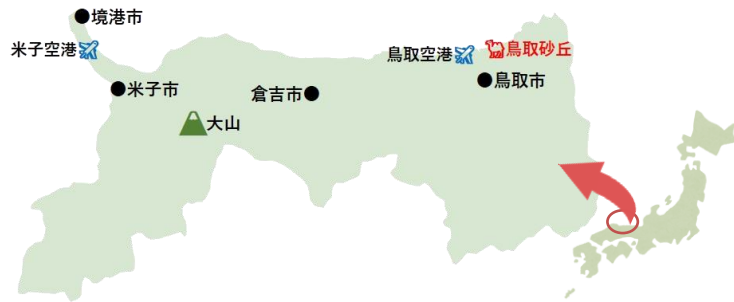 境港市
米子空港
米子市
大山
倉吉市
鳥取空港
鳥取砂丘
鳥取市